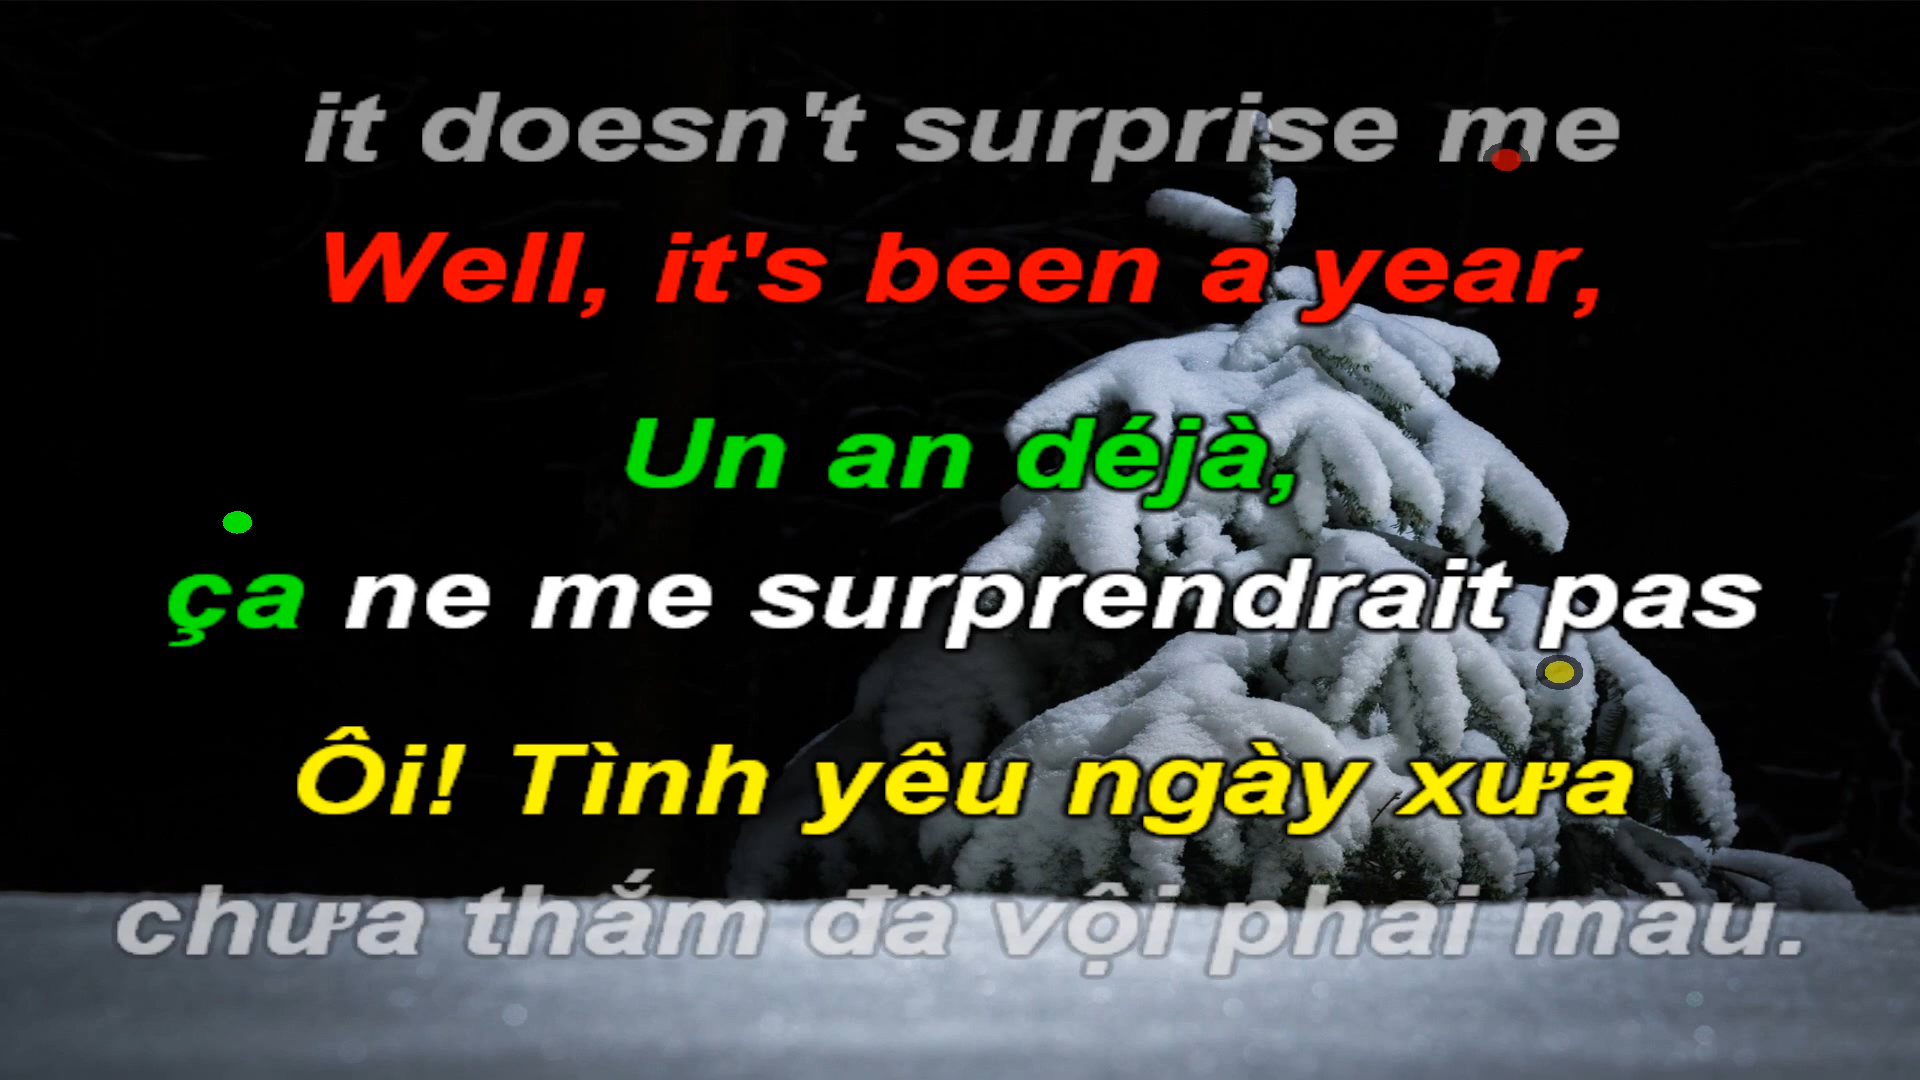 it doesn't surprise me
Well, it's been a year,
Un an déjà,
ça ne me surprendrait pas
Ôi! Tình yêu ngày xưa
chưa thắm đã vội phai màu.